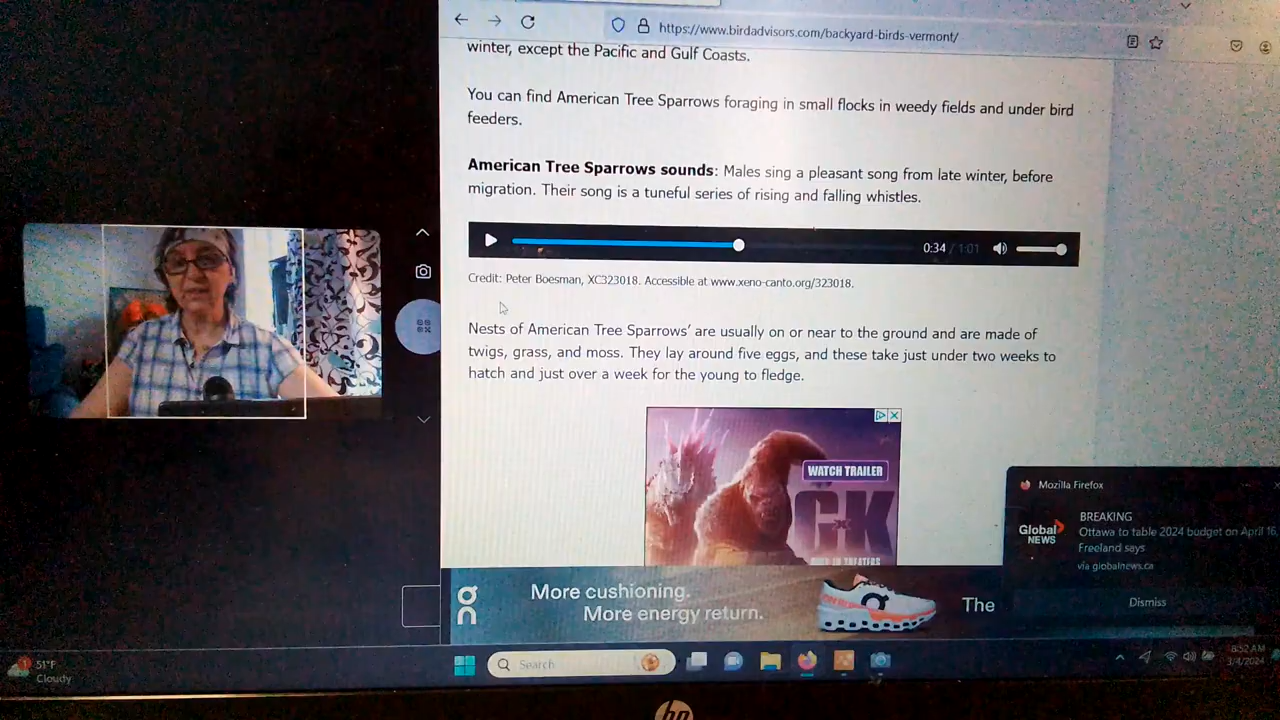 https://www.birdadvisors.com/backyard-birds-vermont/
winter, except the Pacific and Gulf Coasts.
You can find American Tree Sparrows foraging in small flocks in weedy fields and under bird
feeders.
American Tree Sparrows sounds: Males sing a pleasant song from late winter, before
migration. Their song is a tuneful series of rising and falling whistles.
0:34 / 1:01
Credit: Peter Boesman, XC323018. Accessible at www.xeno-canto.org/323018.
Nests of American Tree Sparrows' are usually on or near to the ground and are made of
twigs, grass, and moss. They lay around five eggs, and these take just under two weeks to
hatch and just over a week for the young to fledge.
WATCH TRAILER
GK
Mozilla Firefox
BREAKING
Global NEWS
Ottawa to table 2024 budget on April 16,
Freeland says
via globalnews.ca
Dismiss
on
More cushioning.
More energy return.
The
1
51°F
Cloudy
Search
8:52 AM
3/4/2024
hp